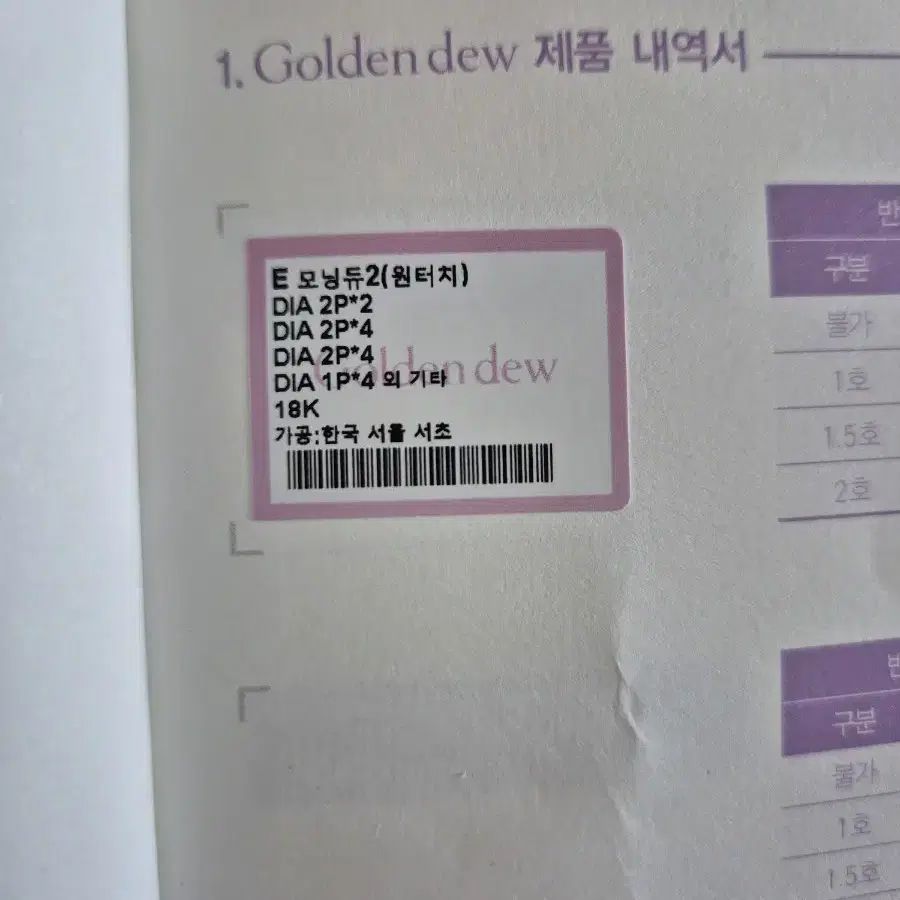 1. Golden dew 제품 내역서
E 모닝듀2(원터치)
DIA 2P*2
DIA 2P*4
DIA 2P*4
DIA 1P*4 외 기타
18K
가공:한국 서울 서초
Golden dew
구분
불가
1호
1.5호
2호
구분
불가
1호
1.5호